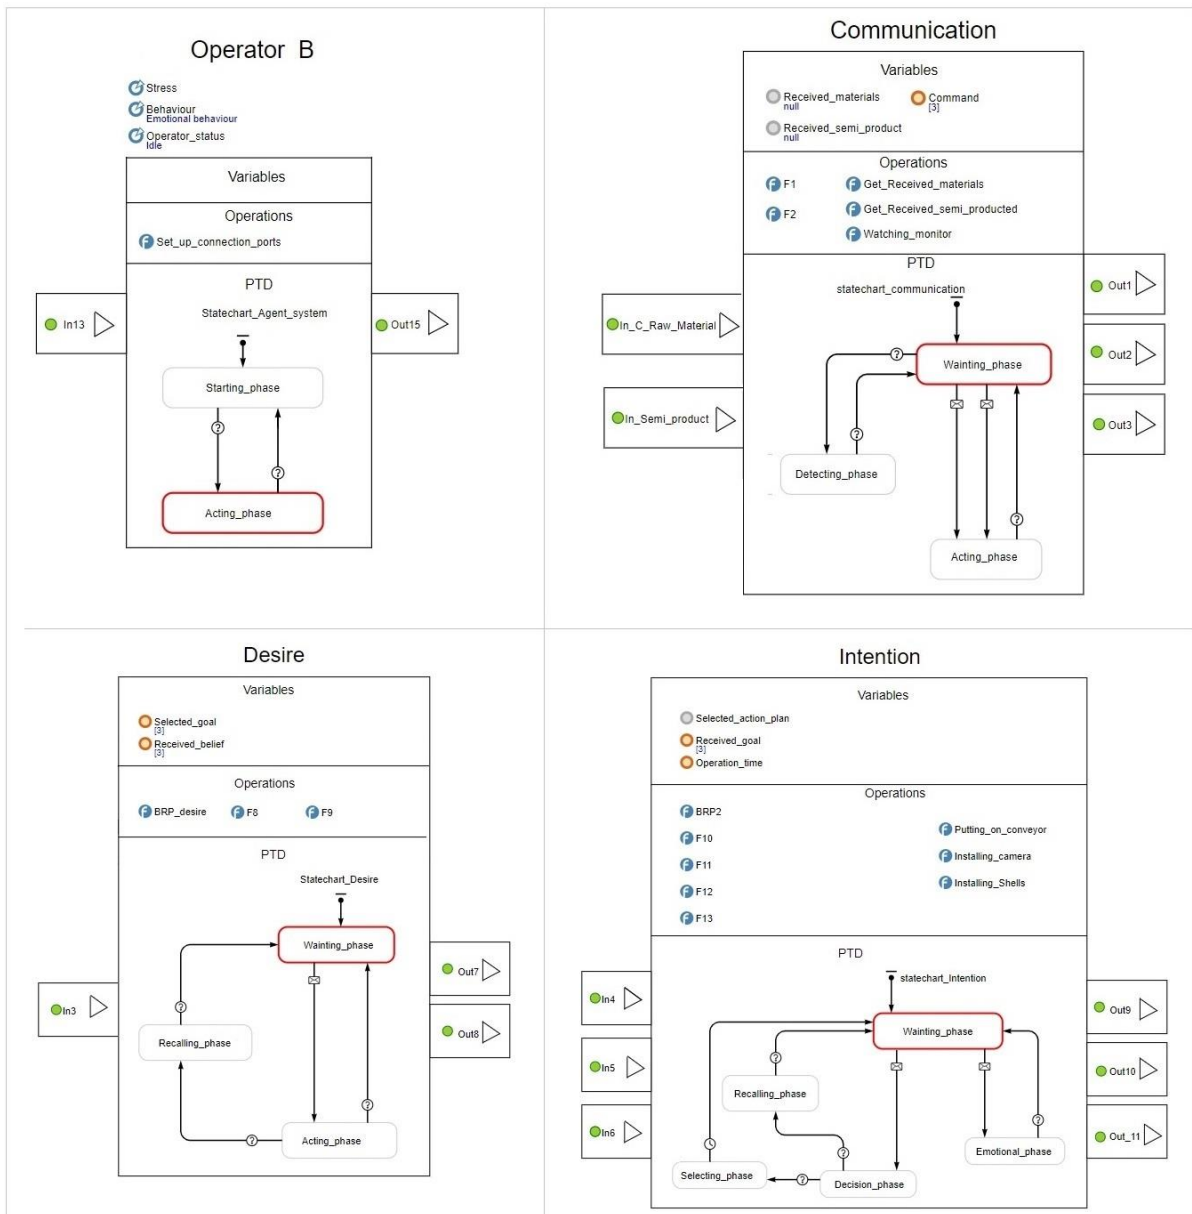 Operator B
Stress
Behaviour
Emotional behaviour
Operator_status
Idle
Variables
Operations
Set_up_connection_ports
PTD
Statechart_Agent_system
In13
Out15
Starting_phase
?
?
Acting_phase
Communication
Variables
Received_materials
null
Command
[3]
Received_semi_product
null
Operations
F1
Get_Received_materials
F2
Get_Received_semi_producted
Watching_monitor
PTD
statechart_communication
Out1
In_C_Raw_Material
Out2
?
Wainting_phase
In_Semi_product
Out3
?
Detecting_phase
?
Acting_phase
Desire
Variables
Selected_goal
[3]
Received_belief
[3]
Operations
BRP_desire
F8
F9
PTD
Statechart_Desire
Wainting_phase
Out7
In3
?
Out8
Recalling_phase
?
?
Acting_phase
Intention
Variables
Selected_action_plan
Received_goal
[3]
Operation_time
Operations
BRP2
Putting_on_conveyor
F10
Installing_camera
F11
Installing_Shells
F12
F13
PTD
statechart_Intention
In4
Out9
Wainting_phase
In5
?
Out10
Recalling_phase
In6
?
Out_11
?
Emotional_phase
Selecting_phase
?
Decision_phase